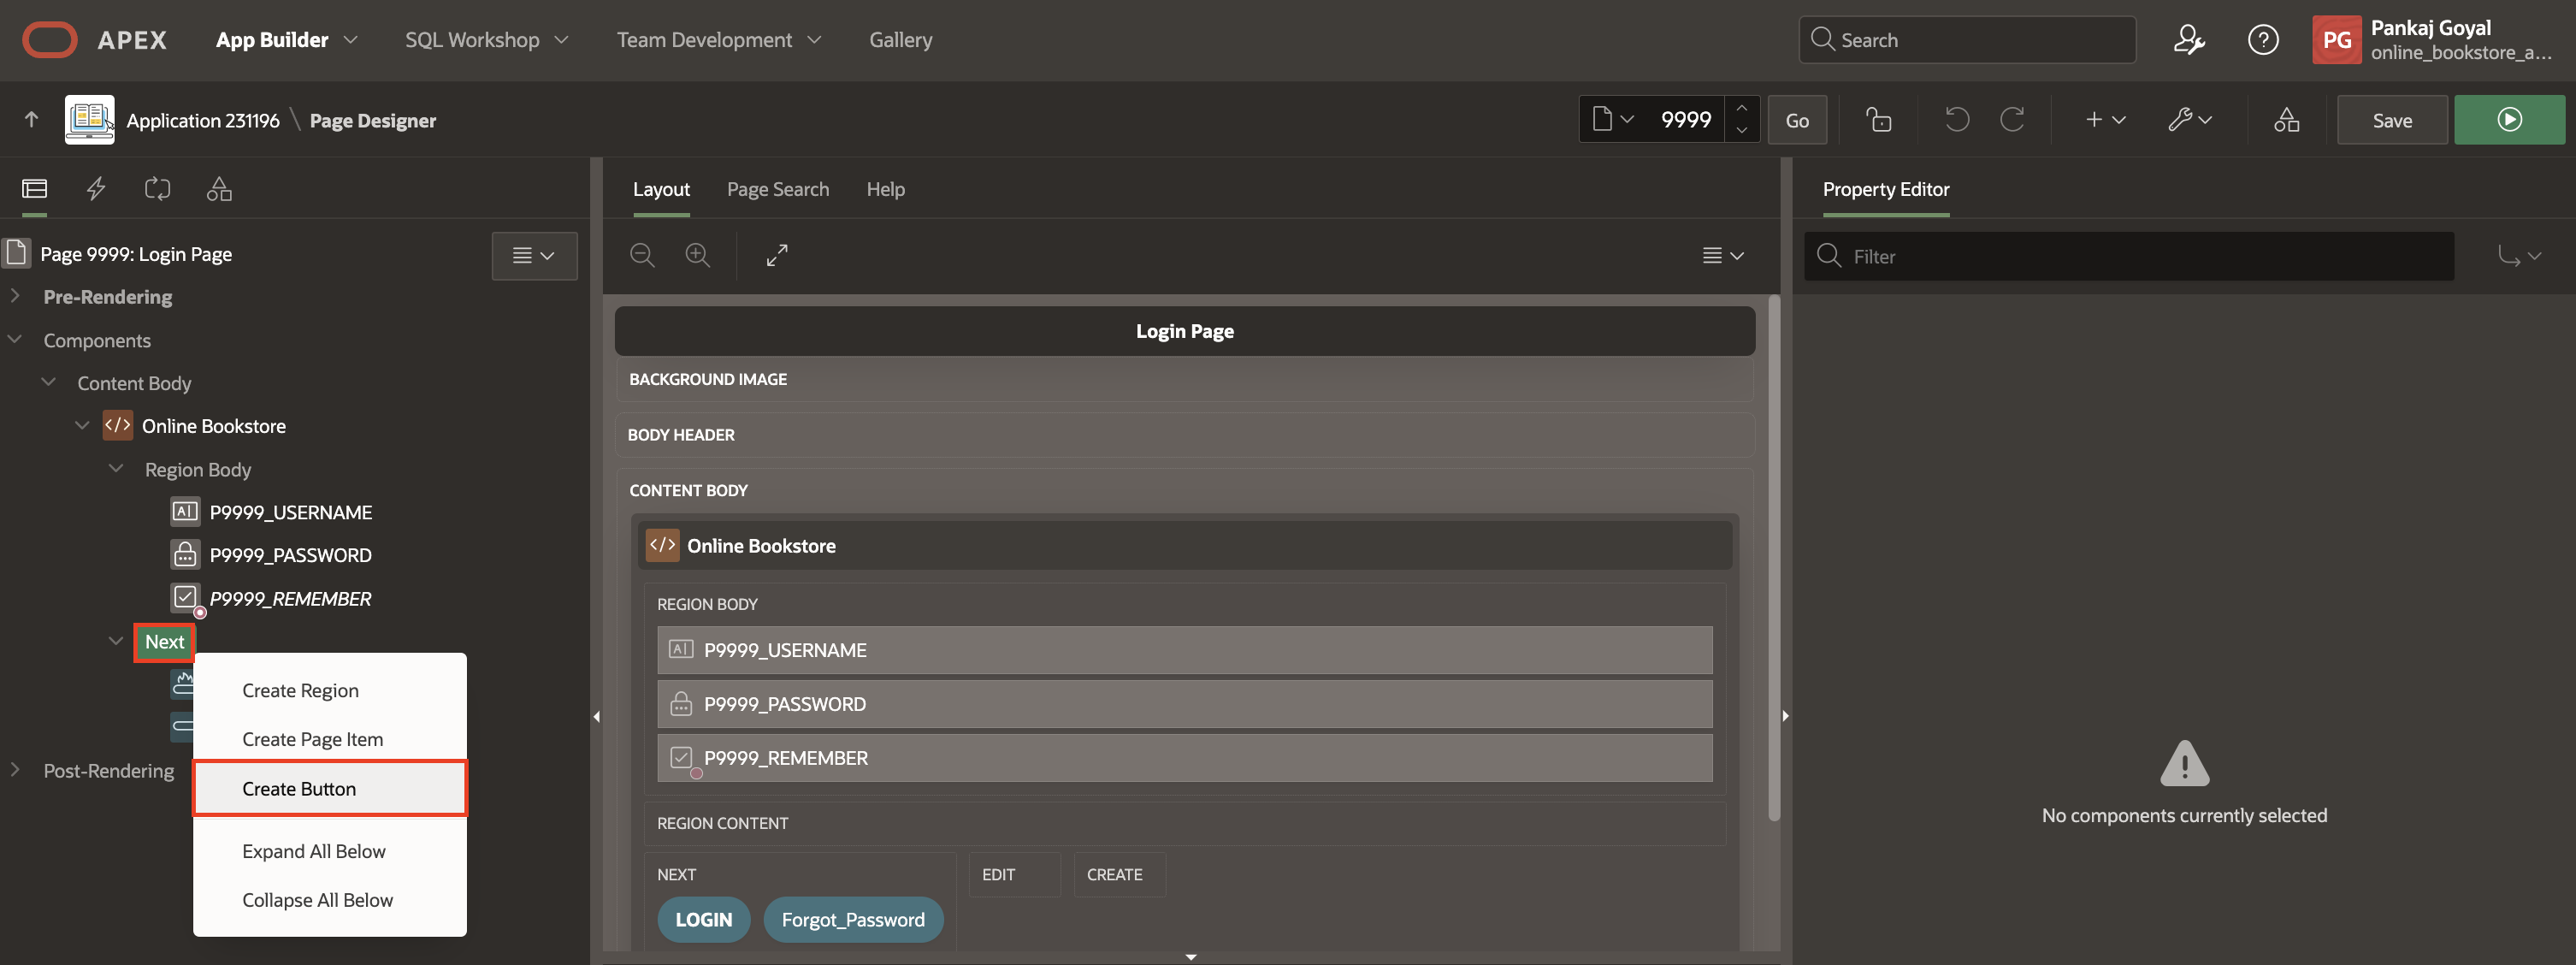 APEX
App Builder
SQL Workshop
Team Development
Gallery
Search
PG
Pankaj Goyal
online_bookstore_a...
Application 231196 \ Page Designer
9999
Go
Save
Layout
Page Search
Help
Property Editor
Page 9999: Login Page
Filter
Pre-Rendering
Components
Content Body
Online Bookstore
Region Body
P9999_USERNAME
P9999_PASSWORD
P9999_REMEMBER
Next
Create Region
Create Page Item
Create Button
Expand All Below
Collapse All Below
Post-Rendering
Login Page
BACKGROUND IMAGE
BODY HEADER
CONTENT BODY
Online Bookstore
REGION BODY
P9999_USERNAME
P9999_PASSWORD
P9999_REMEMBER
REGION CONTENT
NEXT
EDIT
CREATE
LOGIN
Forgot_Password
No components currently selected